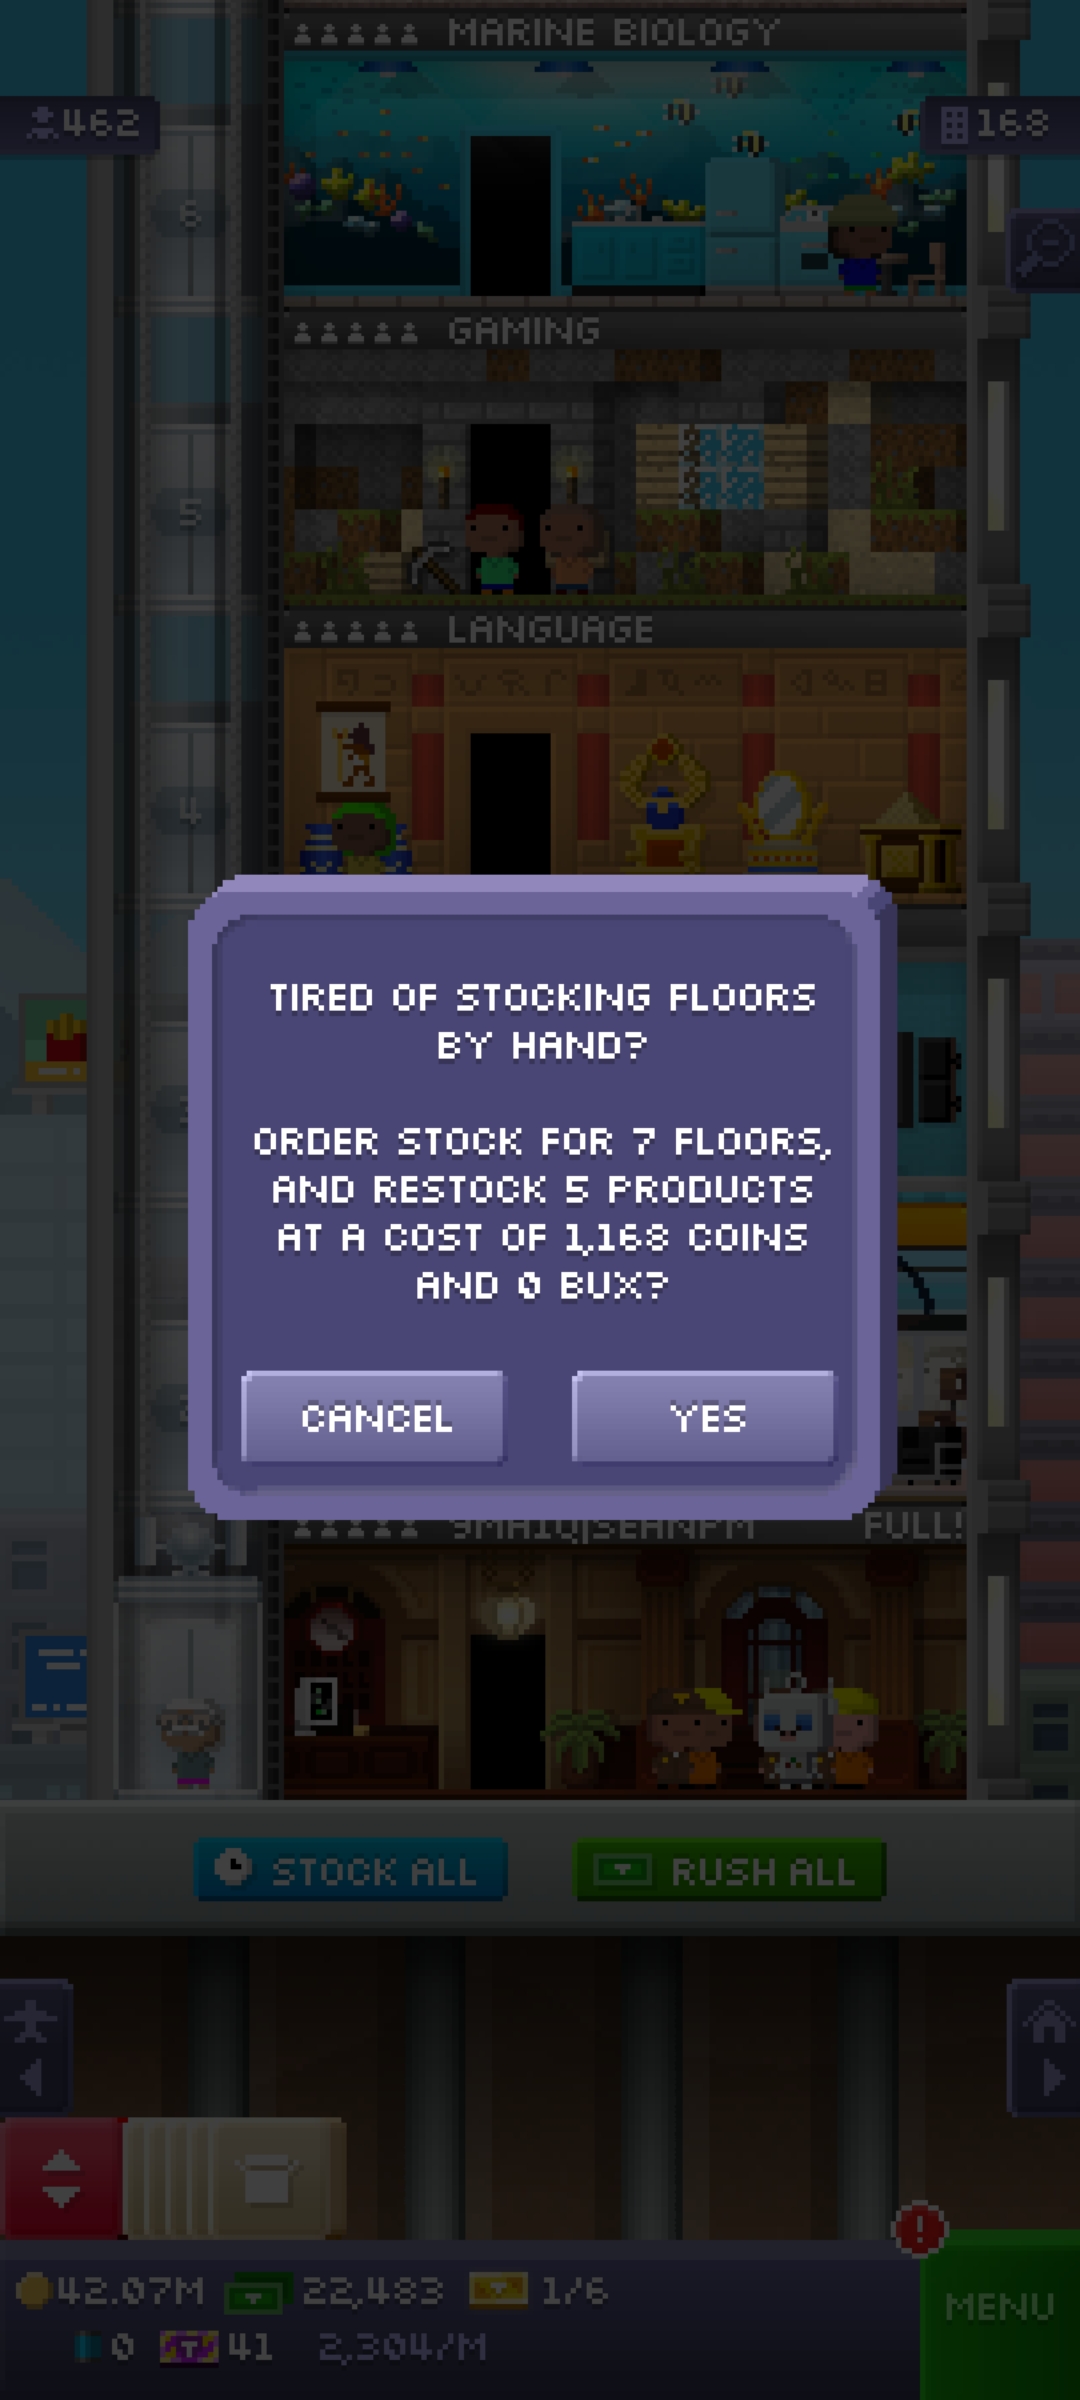 MARINE BIOLOGY
462
168
6
GAMING
5
LANGUAGE
4
TIRED OF STOCKING FLOORS
BY HAND?
ORDER STOCK FOR 7 FLOORS,
AND RESTOCK 5 PRODUCTS
AT A COST OF 1,168 COINS
AND 0 BUX?
CANCEL
YES
FULL!
STOCK ALL
RUSH ALL
!
42.07M
22,483
1/6
MENU
0
41
2,304/M